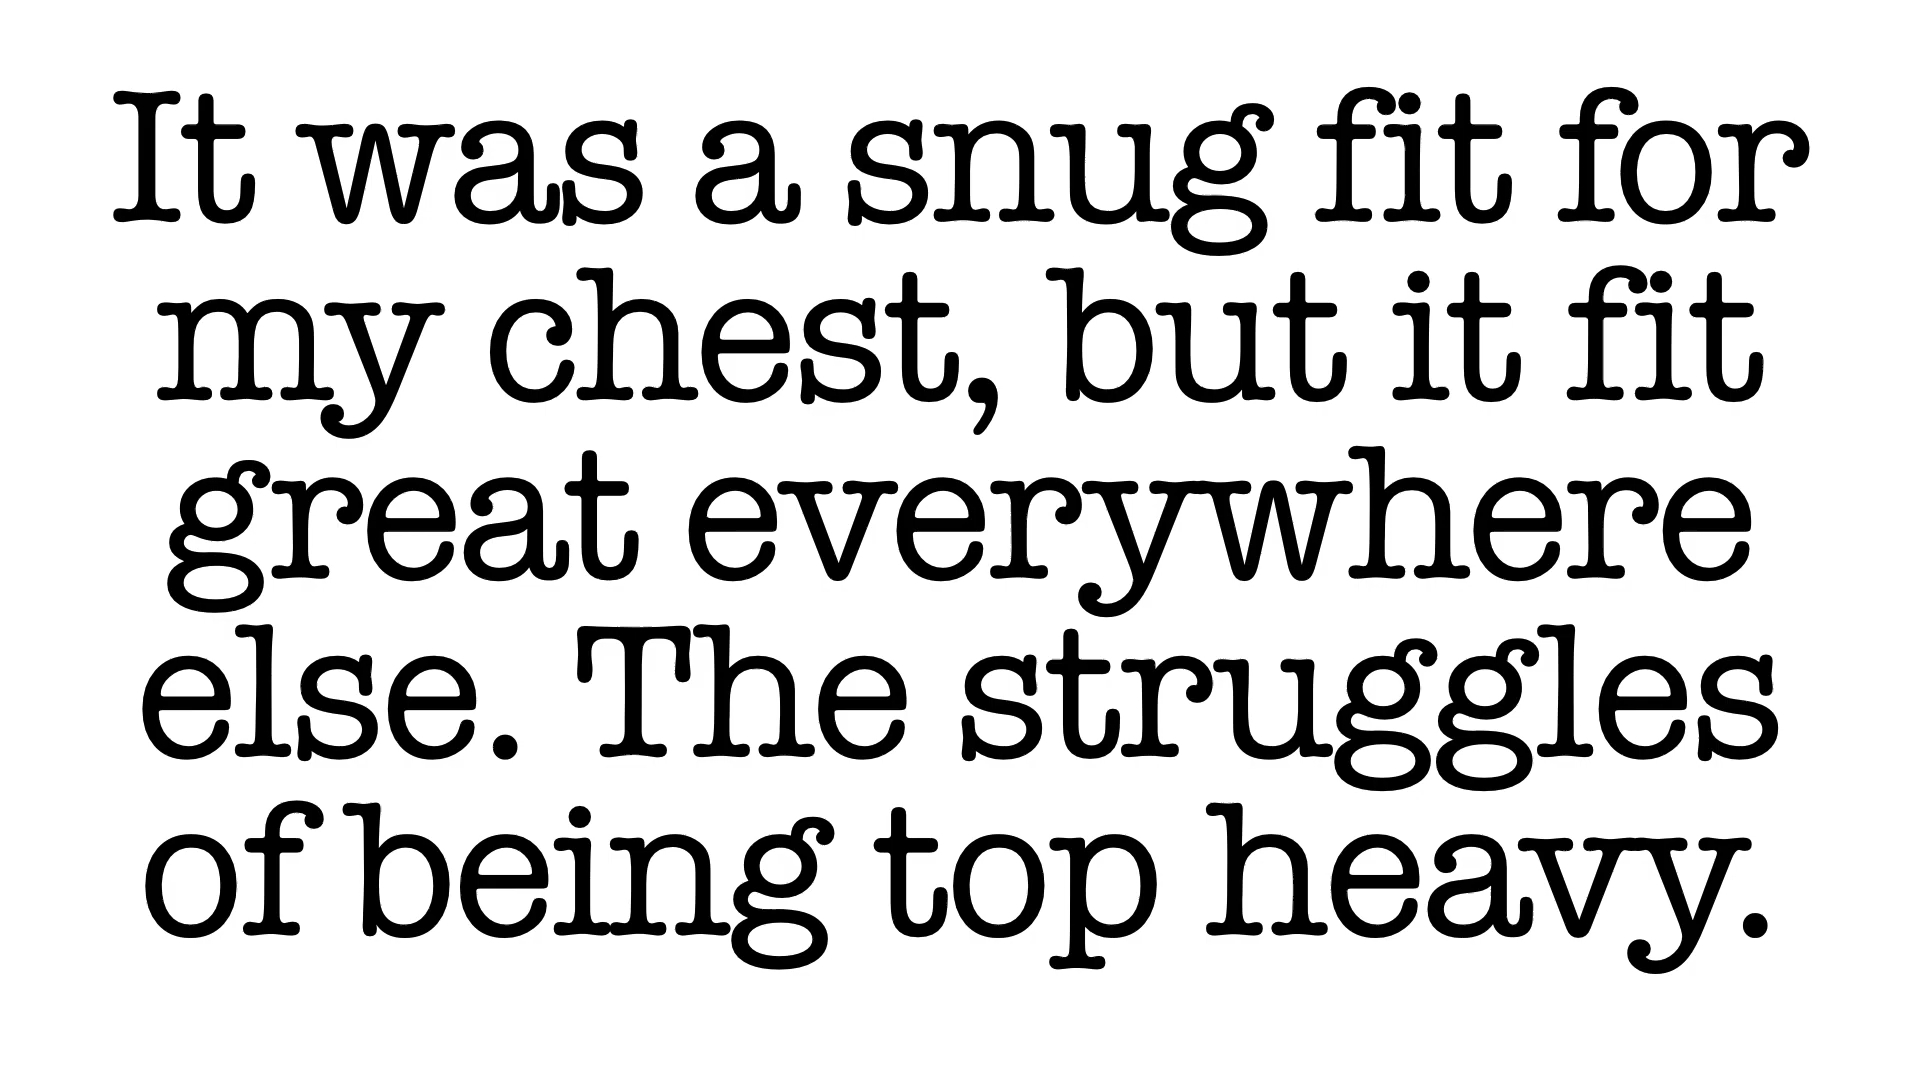 It was a snug fit for
my chest, but it fit
great everywhere
else. The struggles
of being top heavy.